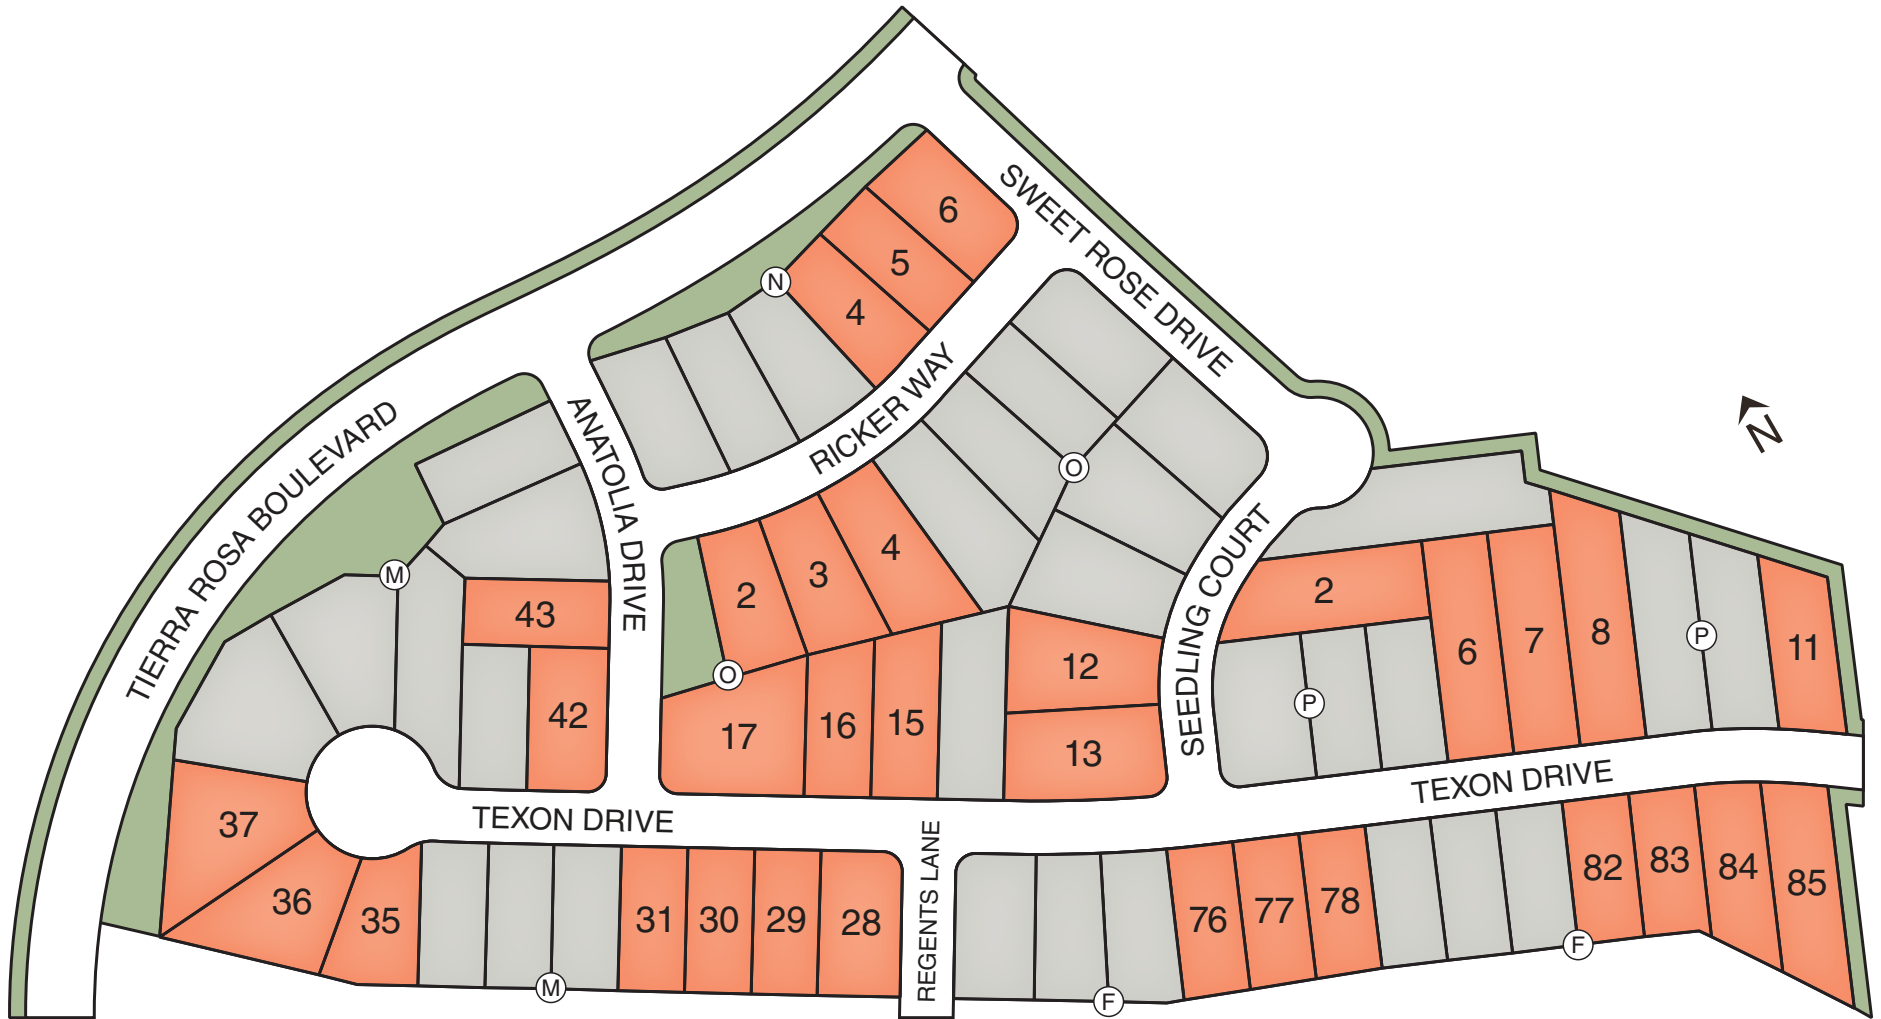 6
SWEET ROSE DRIVE
5
N
4
RICKER WAY
TIERRA ROSA BOULEVARD
ANATOLIA DRIVE
N
O
M
43
42
2
3
4
O
17
16
15
12
13
SEEDLING COURT
2
P
6
7
8
P
11
37
36
35
TEXON DRIVE
TEXON DRIVE
31
30
29
28
M
REGENTS LANE
76
77
78
82
83
84
85
F
F